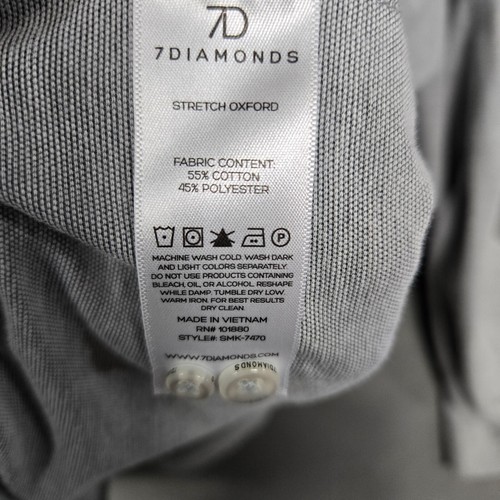 7D
7DIAMONDS
STRETCH OXFORD
FABRIC CONTENT:
55% COTTON
45% POLYESTER
P
MACHINE WASH COLD. WASH DARK
AND LIGHT COLORS SEPARATELY.
DO NOT USE PRODUCTS CONTAINING
BLEACH, OIL, OR ALCOHOL. RESHAPE
WHILE DAMP. TUMBLE DRY LOW.
WARM IRON. FOR BEST RESULTS
DRY CLEAN.
MADE IN VIETNAM
RN# 101880
STYLE#: SMK-7470
WWW.7DIAMONDS.COM
7DIAMONDS